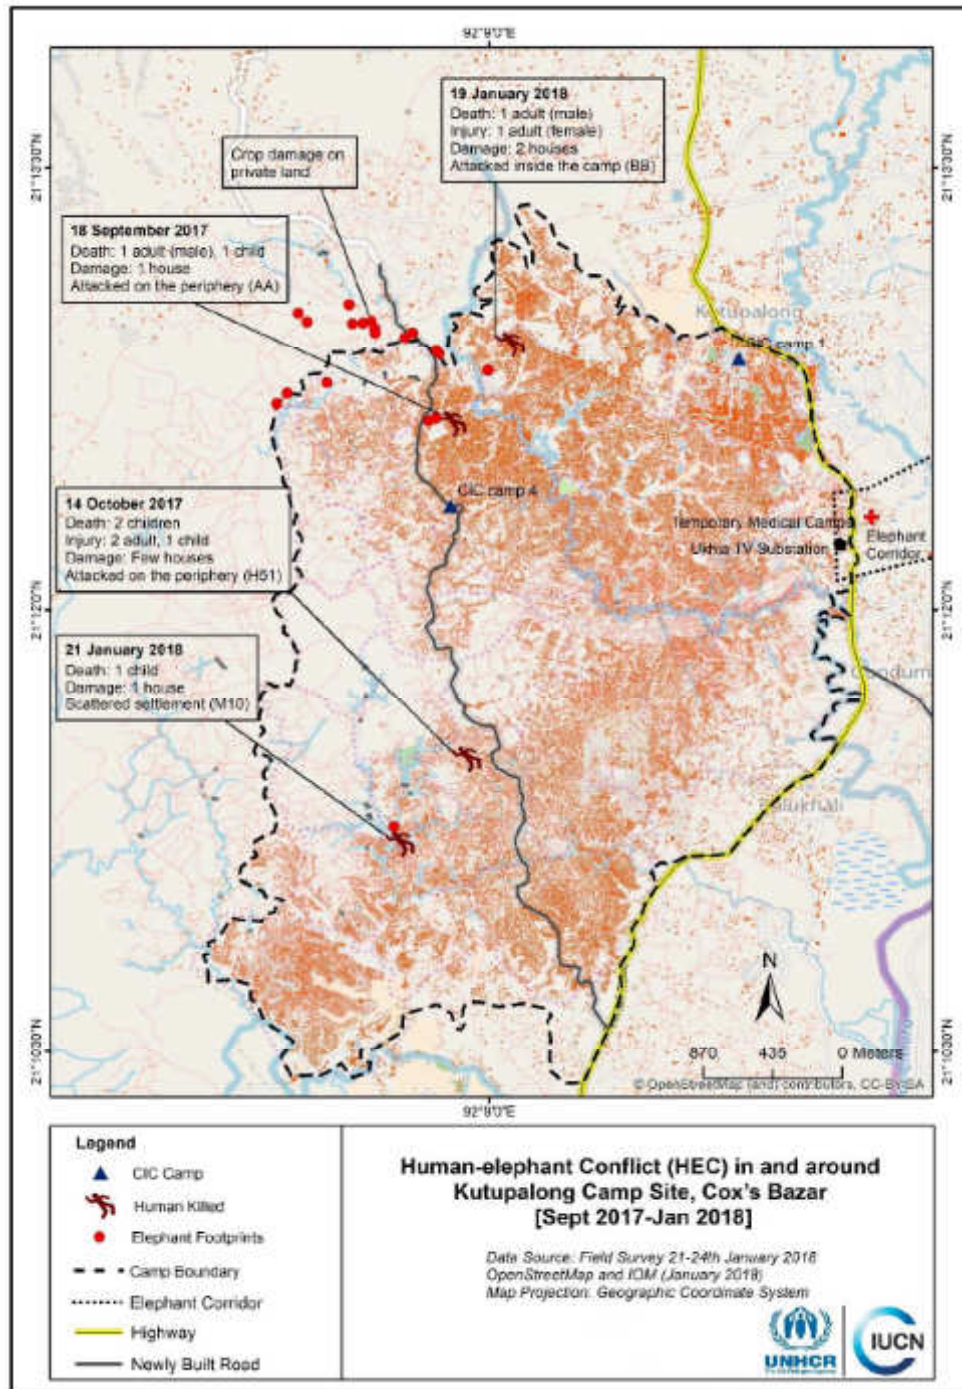 92°9'0"E
19 January 2018
Death: 1 adult (male)
Injury: 1 adult (female)
Damage: 2 houses
Attacked inside the camp (BB)
Crop damage on
private land
21°13'30"N
21°13'30"N
18 September 2017
Death: 1 adult (male), 1 child
Damage: 1 house
Attacked on the periphery (AA)
Kutupalong
CIC camp 1
14 October 2017
Death: 2 children
Injury: 2 adult, 1 child
Damage: Few houses
Attacked on the periphery (H51)
CIC camp 4
Temporary Medical Camp
Ukhia TV Substation
Elephant
Corridor
21°12'0"N
21°12'0"N
21 January 2018
Death: 1 child
Damage: 1 house
Scattered settlement (M10)
Balukhali
N
21°10'30"N
21°10'30"N
870 435 0 Meters
© OpenStreetMap (and) contributors, CC-BY-SA
92°9'0"E
Legend
CIC Camp
Human Killed
Elephant Footprints
Camp Boundary
Elephant Corridor
Highway
Newly Built Road
Human-elephant Conflict (HEC) in and around
Kutupalong Camp Site, Cox's Bazar
[Sept 2017-Jan 2018]
Data Source: Field Survey 21-24th January 2018
OpenStreetMap and IOM (January 2018)
Map Projection: Geographic Coordinate System
UNHCR
IUCN